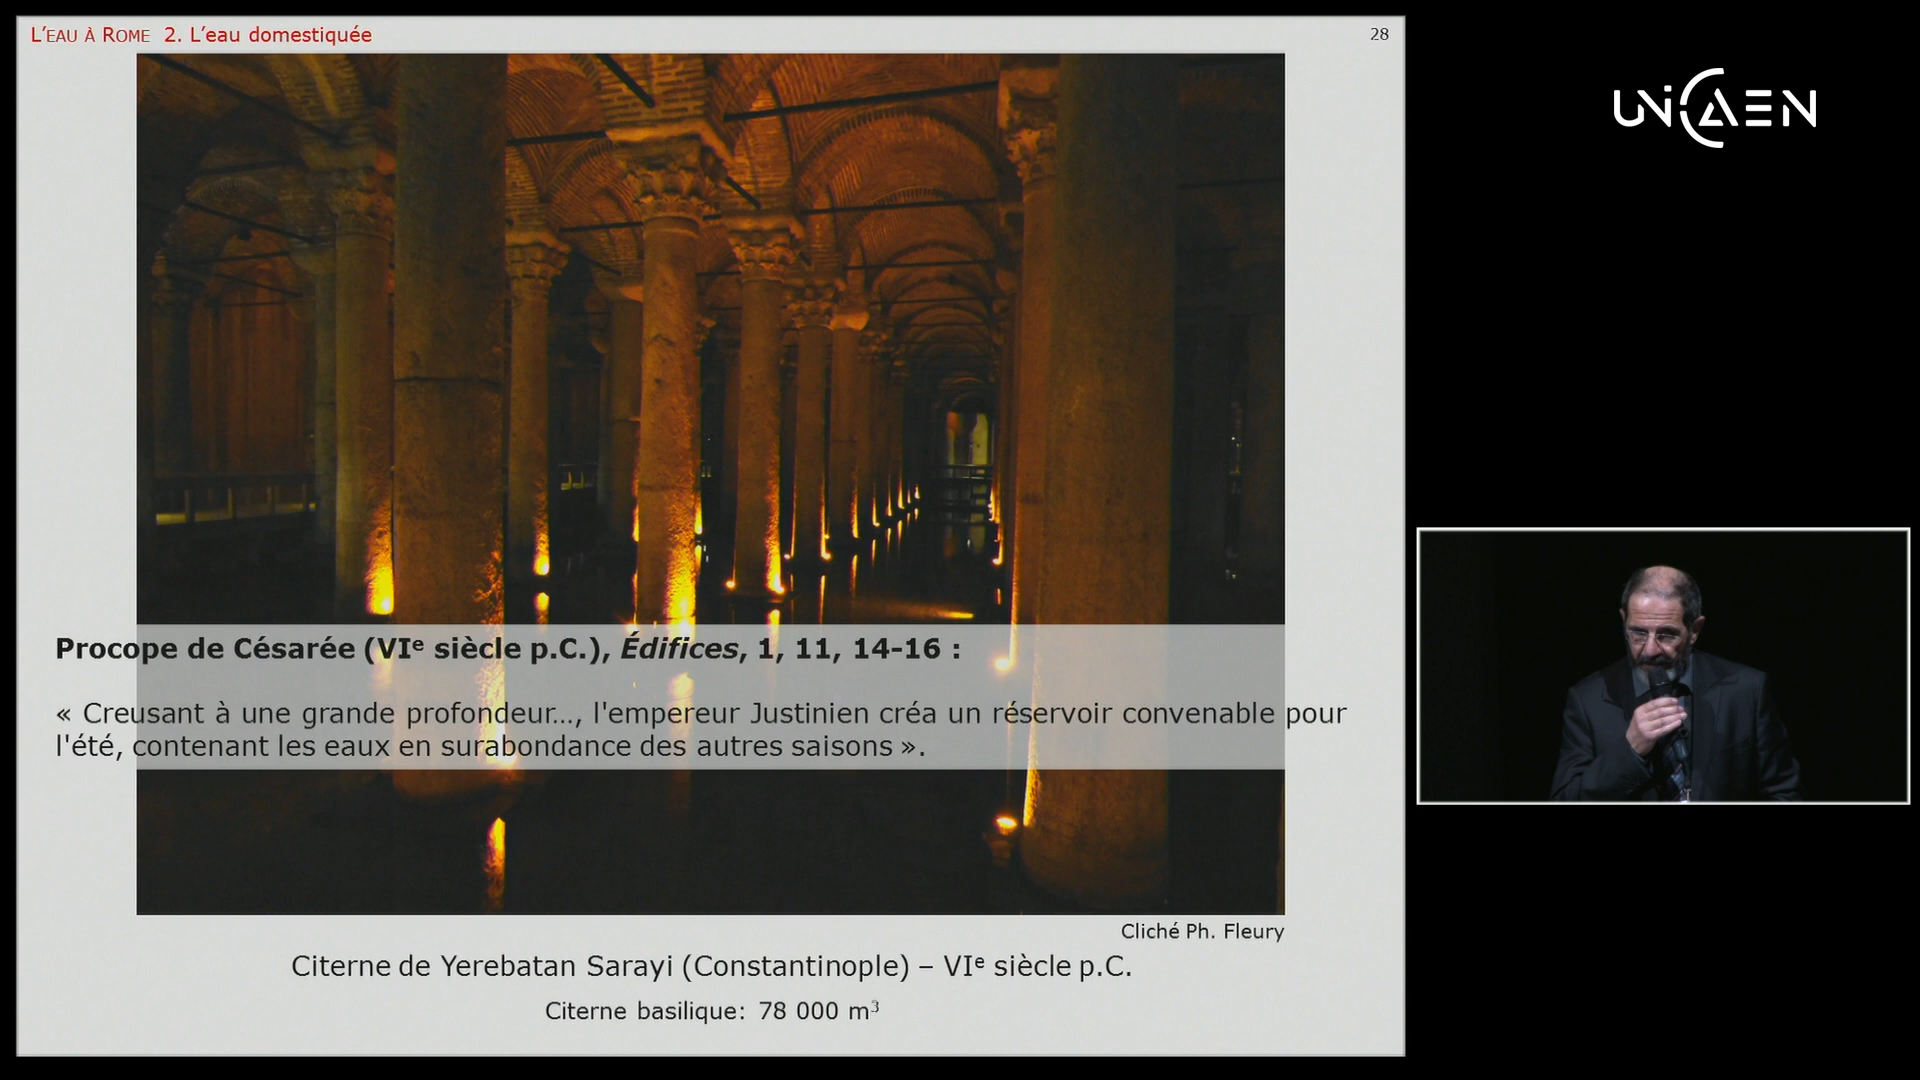 L'EAU À ROME 2. L'eau domestiquée
28
UNICAEN
Procope de Césarée (VIe siècle p.C.), Édifices, 1, 11, 14-16 :
« Creusant à une grande profondeur..., l'empereur Justinien créa un réservoir convenable pour
l'été, contenant les eaux en surabondance des autres saisons ».
Cliché Ph. Fleury
Citerne de Yerebatan Sarayi (Constantinople) – VIe siècle p.C.
Citerne basilique: 78 000 m³